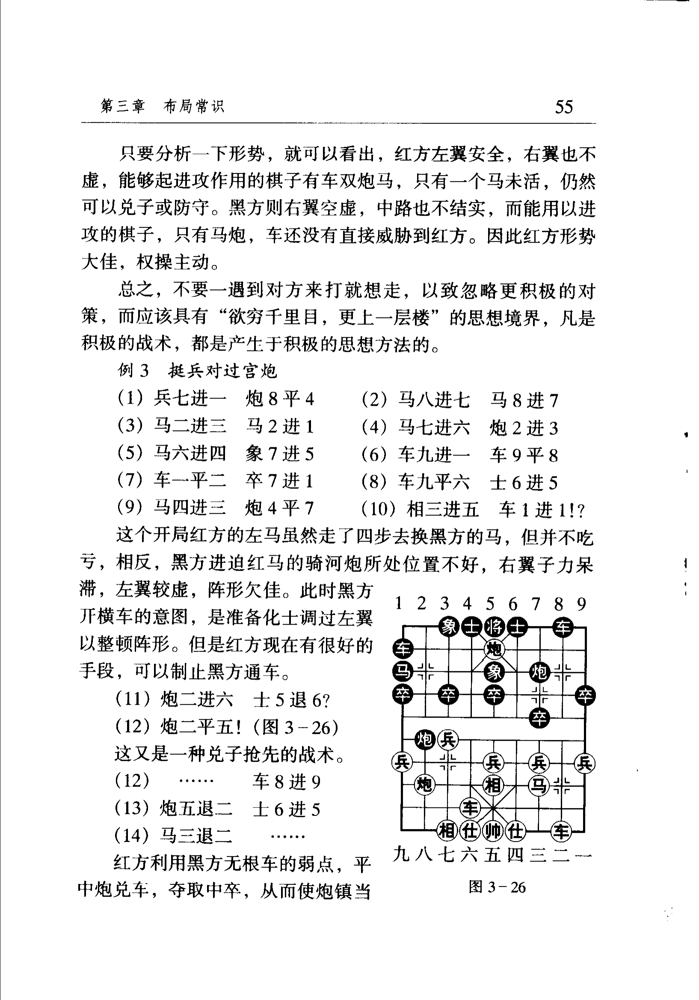 第三章 布局常识 55
只要分析一下形势，就可以看出，红方左翼安全，右翼也不
虚，能够起进攻作用的棋子有车双炮马，只有一个马未活，仍然
可以兑子或防守。黑方则右翼空虚，中路也不结实，而能用以进
攻的棋子，只有马炮，车还没有直接威胁到红方。因此红方形势
大佳，权操主动。
总之，不要一遇到对方来打就想走，以致忽略更积极的对
策，而应该具有“欲穷千里目，更上一层楼”的思想境界，凡是
积极的战术，都是产生于积极的思想方法的。
例 3 挺兵对过宫炮
（1）兵七进一 炮 8 平 4 （2）马八进七 马 8 进 7
（3）马二进三 马 2 进 1 （4）马七进六 炮 2 进 3
（5）马六进四 象 7 进 5 （6）车九进一 车 9 平 8
（7）车一平二 卒 7 进 1 （8）车九平六 士 6 进 5
（9）马四进三 炮 4 平 7 （10）相三进五 车 1 进 1!?
这个开局红方的左马虽然走了四步去换黑方的马，但并不吃
亏，相反，黑方进迫红马的骑河炮所处位置不好，右翼子力呆
滞，左翼较虚，阵形欠佳。此时黑方
开横车的意图，是准备化士调过左翼
以整顿阵形。但是红方现在有很好的
手段，可以制止黑方通车。
（11）炮二进六 士 5 退 6?
（12）炮二平五!（图 3－26）
这又是一种兑子抢先的战术。
（12） …… 车 8 进 9
（13）炮五退二 士 6 进 5
（14）马三退二 ……
红方利用黑方无根车的弱点，平
中炮兑车，夺取中卒，从而使炮镇当
1 2 3 4 5 6 7 8 9
象 士 将 士 车
车 炮
马 象 炮
卒 卒 卒 卒
卒
炮 兵
兵 兵 兵 兵
炮 相 马
车
相 仕 帅 仕 车
九 八 七 六 五 四 三 二 一
图 3－26